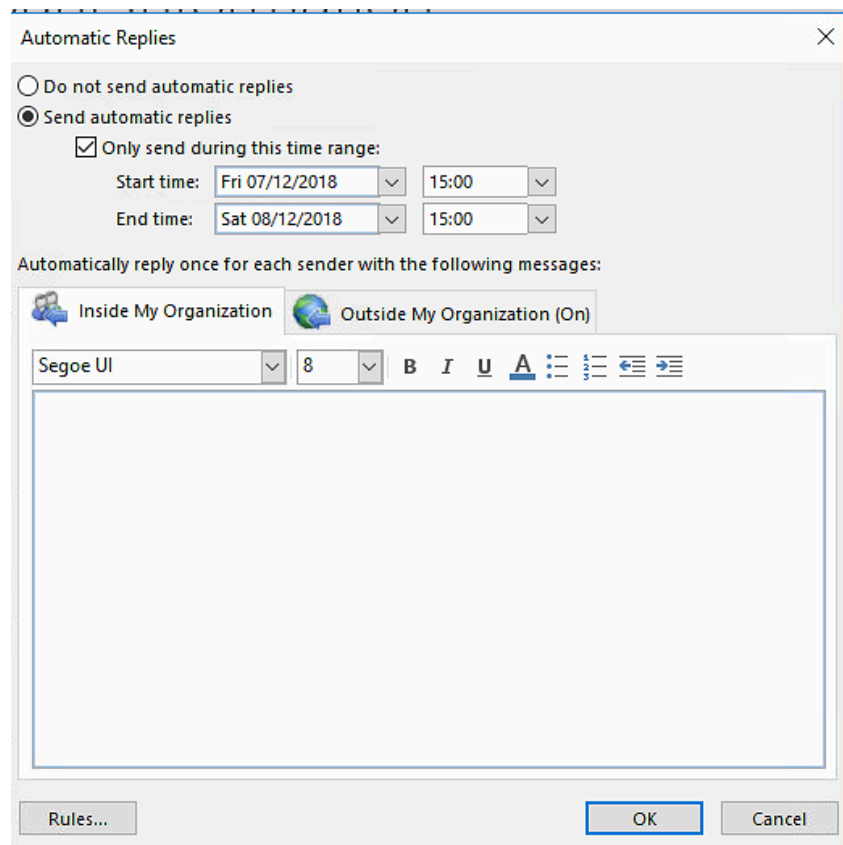 Automatic Replies
Do not send automatic replies
Send automatic replies
Only send during this time range:
Start time: Fri 07/12/2018 15:00
End time: Sat 08/12/2018 15:00
Automatically reply once for each sender with the following messages:
Inside My Organization Outside My Organization (On)
Segoe UI 8 B I U A
Rules... OK Cancel